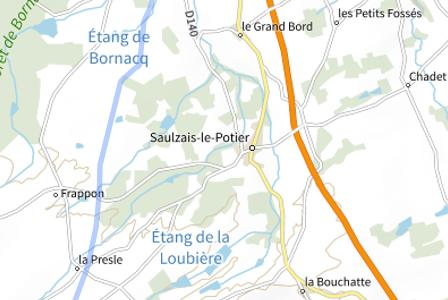 D140
le Grand Bord
les Petits Fossés
Étang de
Bornacq
Chadet
Saulzais-le-Potier
Frappon
Étang de la
Loubière
la Presle
la Bouchatte